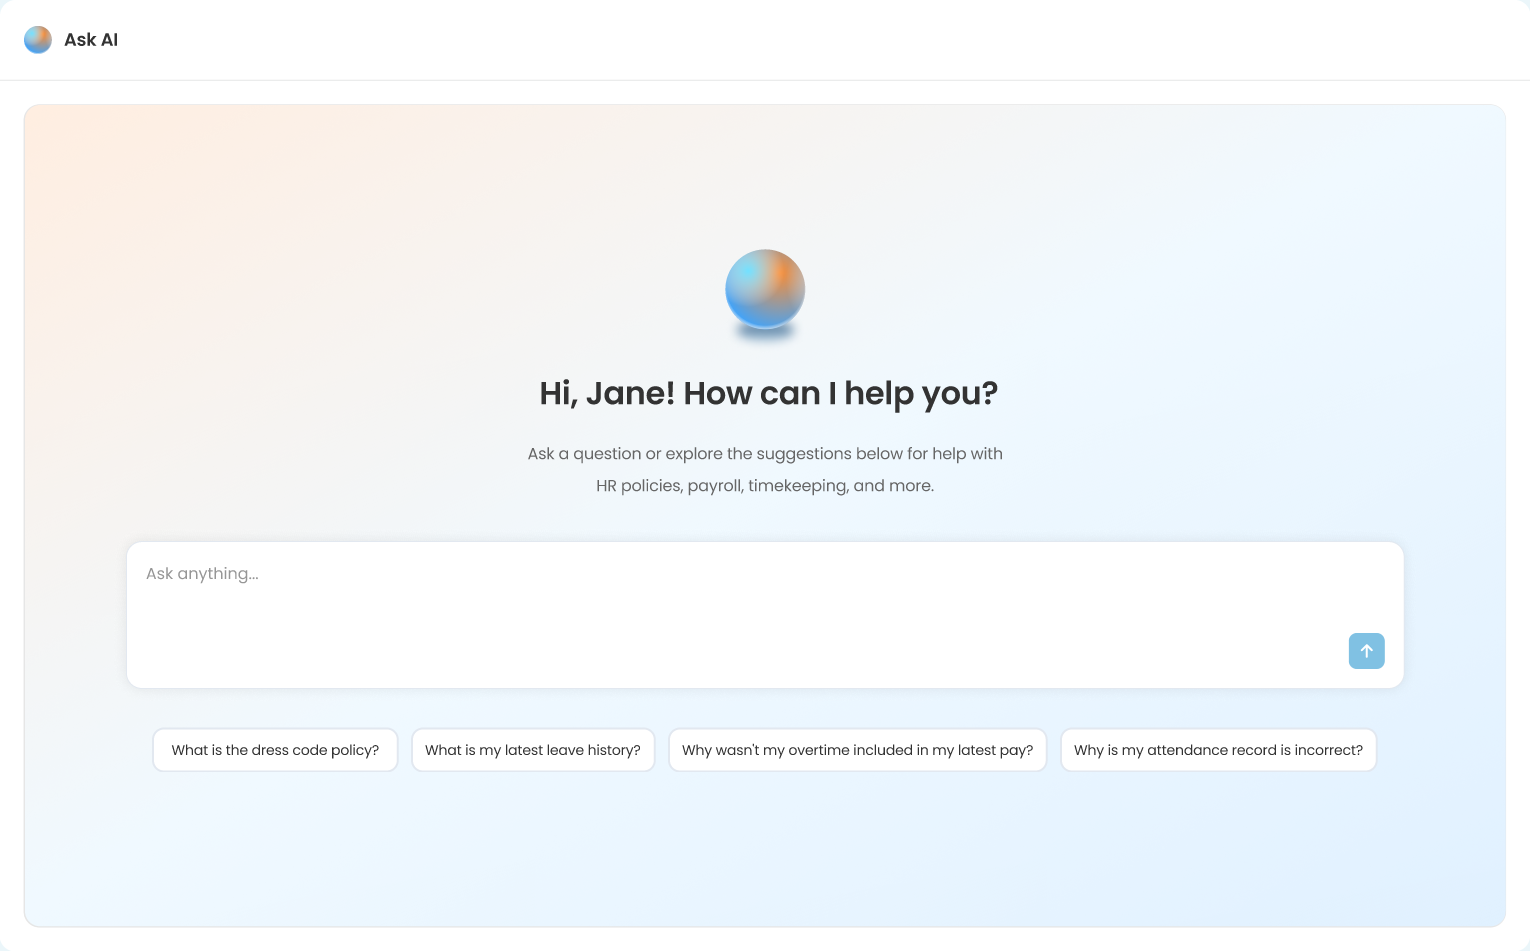 Ask AI
Hi, Jane! How can I help you?
Ask a question or explore the suggestions below for help with
HR policies, payroll, timekeeping, and more.
Ask anything...
What is the dress code policy?
What is my latest leave history?
Why wasn't my overtime included in my latest pay?
Why is my attendance record is incorrect?